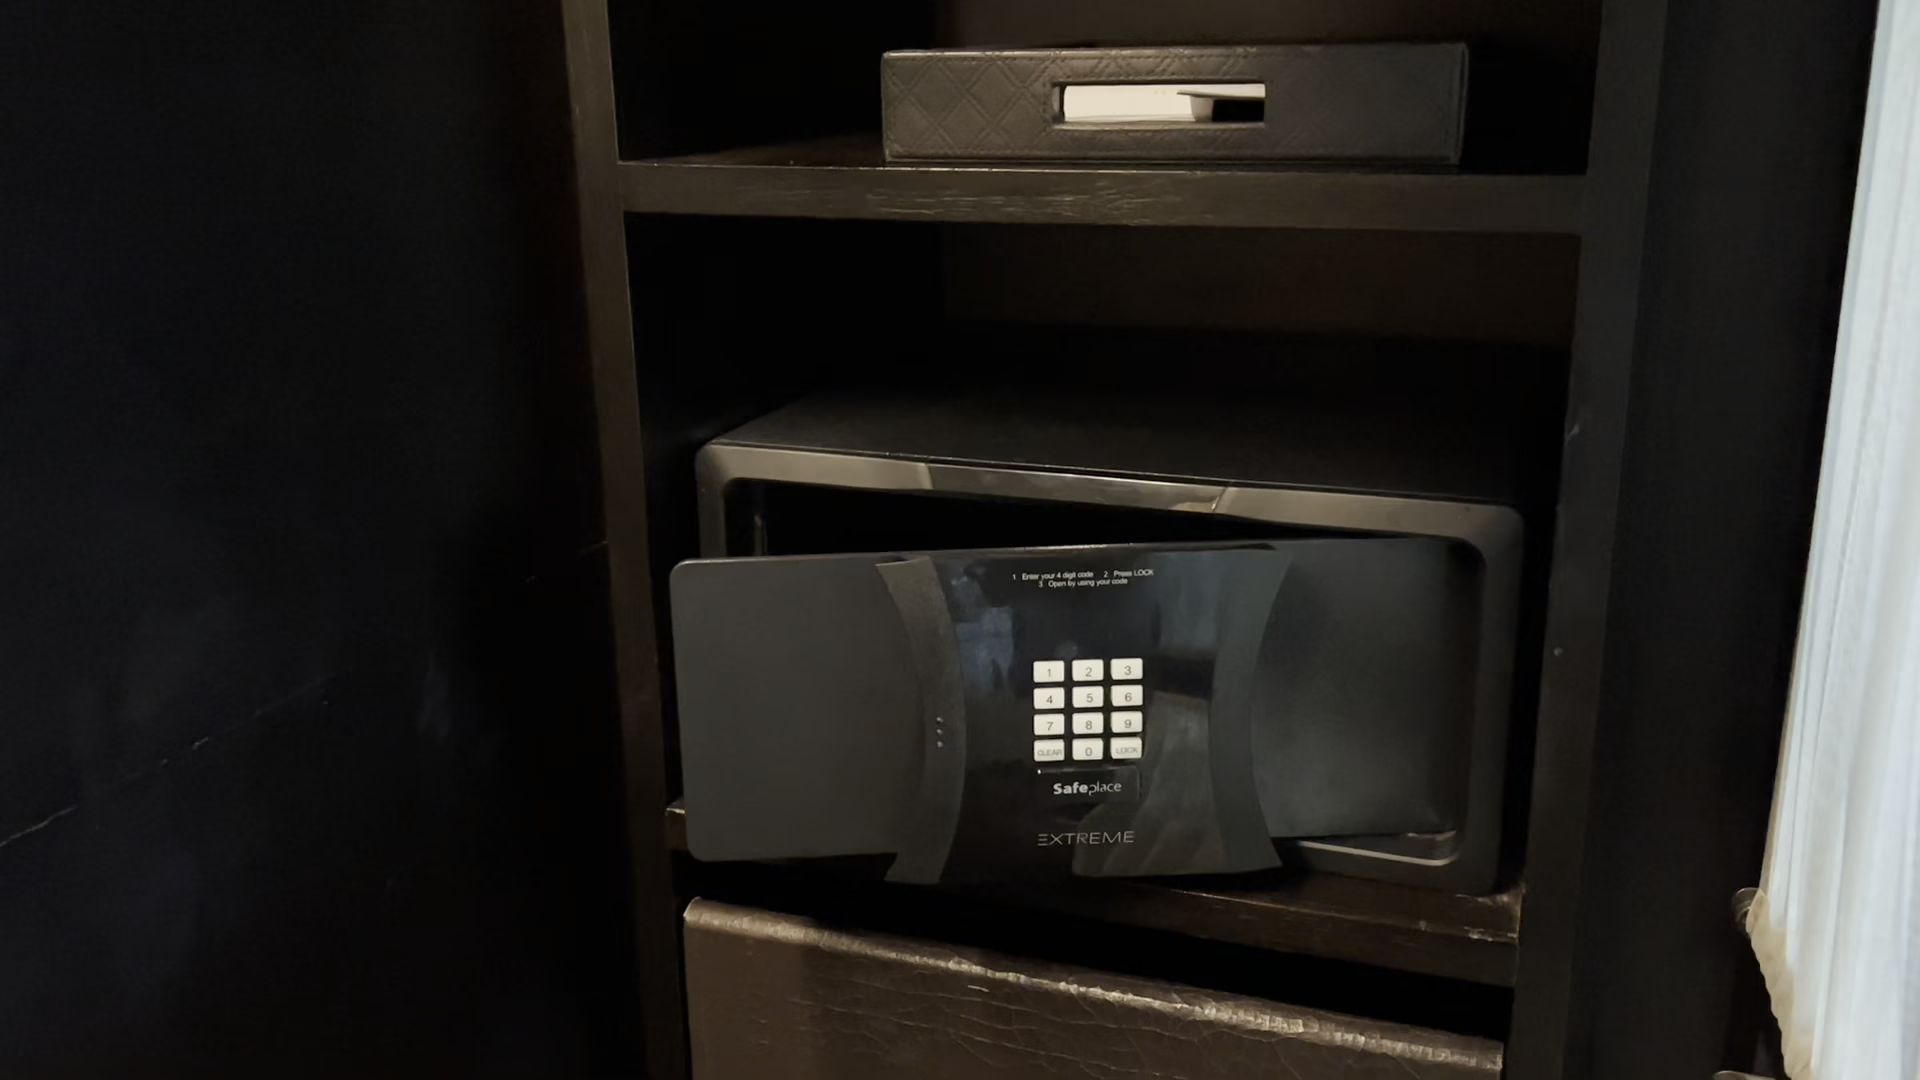 1 Enter your 4 digit code 2 Press LOCK
3 Open by using your code
1 2 3
4 5 6
7 8 9
CLEAR 0 LOCK
Safeplace
EXTREME